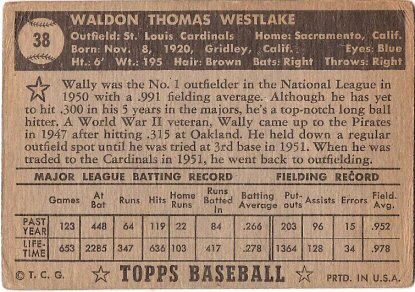 38
WALDON THOMAS WESTLAKE
Outfield: St. Louis Cardinals Home: Sacramento, Calif.
Born: Nov. 8, 1920, Gridley, Calif. Eyes: Blue
Ht.: 6' Wt.: 195 Hair: Brown Bats: Right Throws: Right
Wally was the No. 1 outfielder in the National League in
1950 with a .991 fielding average. Although he has yet
to hit .300 in his 5 years in the majors, he's a top-notch long ball
hitter. A World War II veteran, Wally came up to the Pirates
in 1947 after hitting .315 at Oakland. He held down a regular
outfield spot until he was tried at 3rd base in 1951. When he was
traded to the Cardinals in 1951, he went back to outfielding.
MAJOR LEAGUE BATTING RECORD FIELDING RECORD
Games At Bat Runs Hits Home Runs Runs Batted In Batting Average Put-outs Assists Errors Field. Avg.
PAST YEAR 123 448 64 119 22 84 .266 203 96 15 .952
LIFE-TIME 653 2285 347 636 103 417 .278 1364 128 34 .978
© T. C. G. TOPPS BASEBALL PRTD. IN U.S.A.